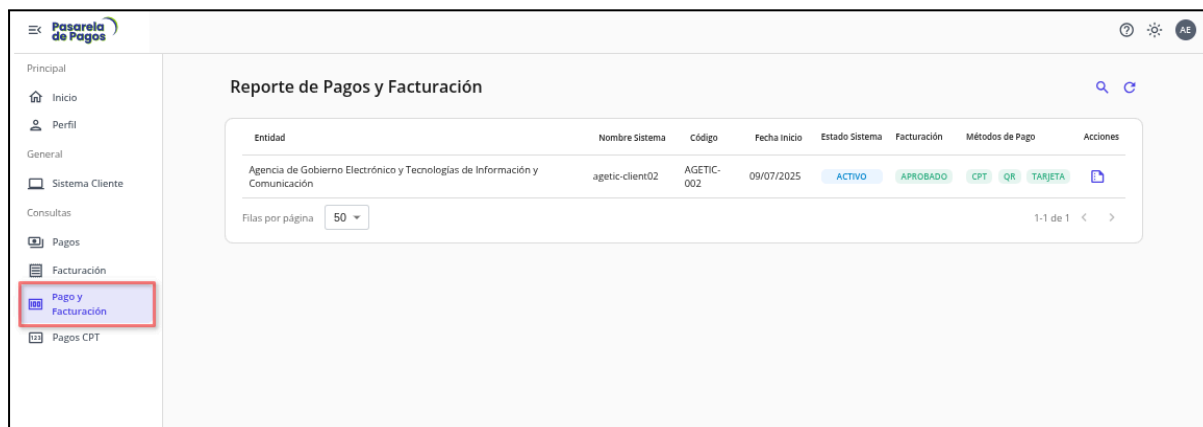 Pasarela
de Pagos
AE
Principal
Inicio
Perfil
General
Sistema Cliente
Consultas
Pagos
Facturación
Pago y
Facturación
Pagos CPT
Reporte de Pagos y Facturación
Entidad Nombre Sistema Código Fecha Inicio Estado Sistema Facturación Métodos de Pago Acciones
Agencia de Gobierno Electrónico y Tecnologías de Información y
Comunicación
agetic-client02
AGETIC-
002
09/07/2025
ACTIVO
APROBADO
CPT QR TARJETA
Filas por página 50
1-1 de 1